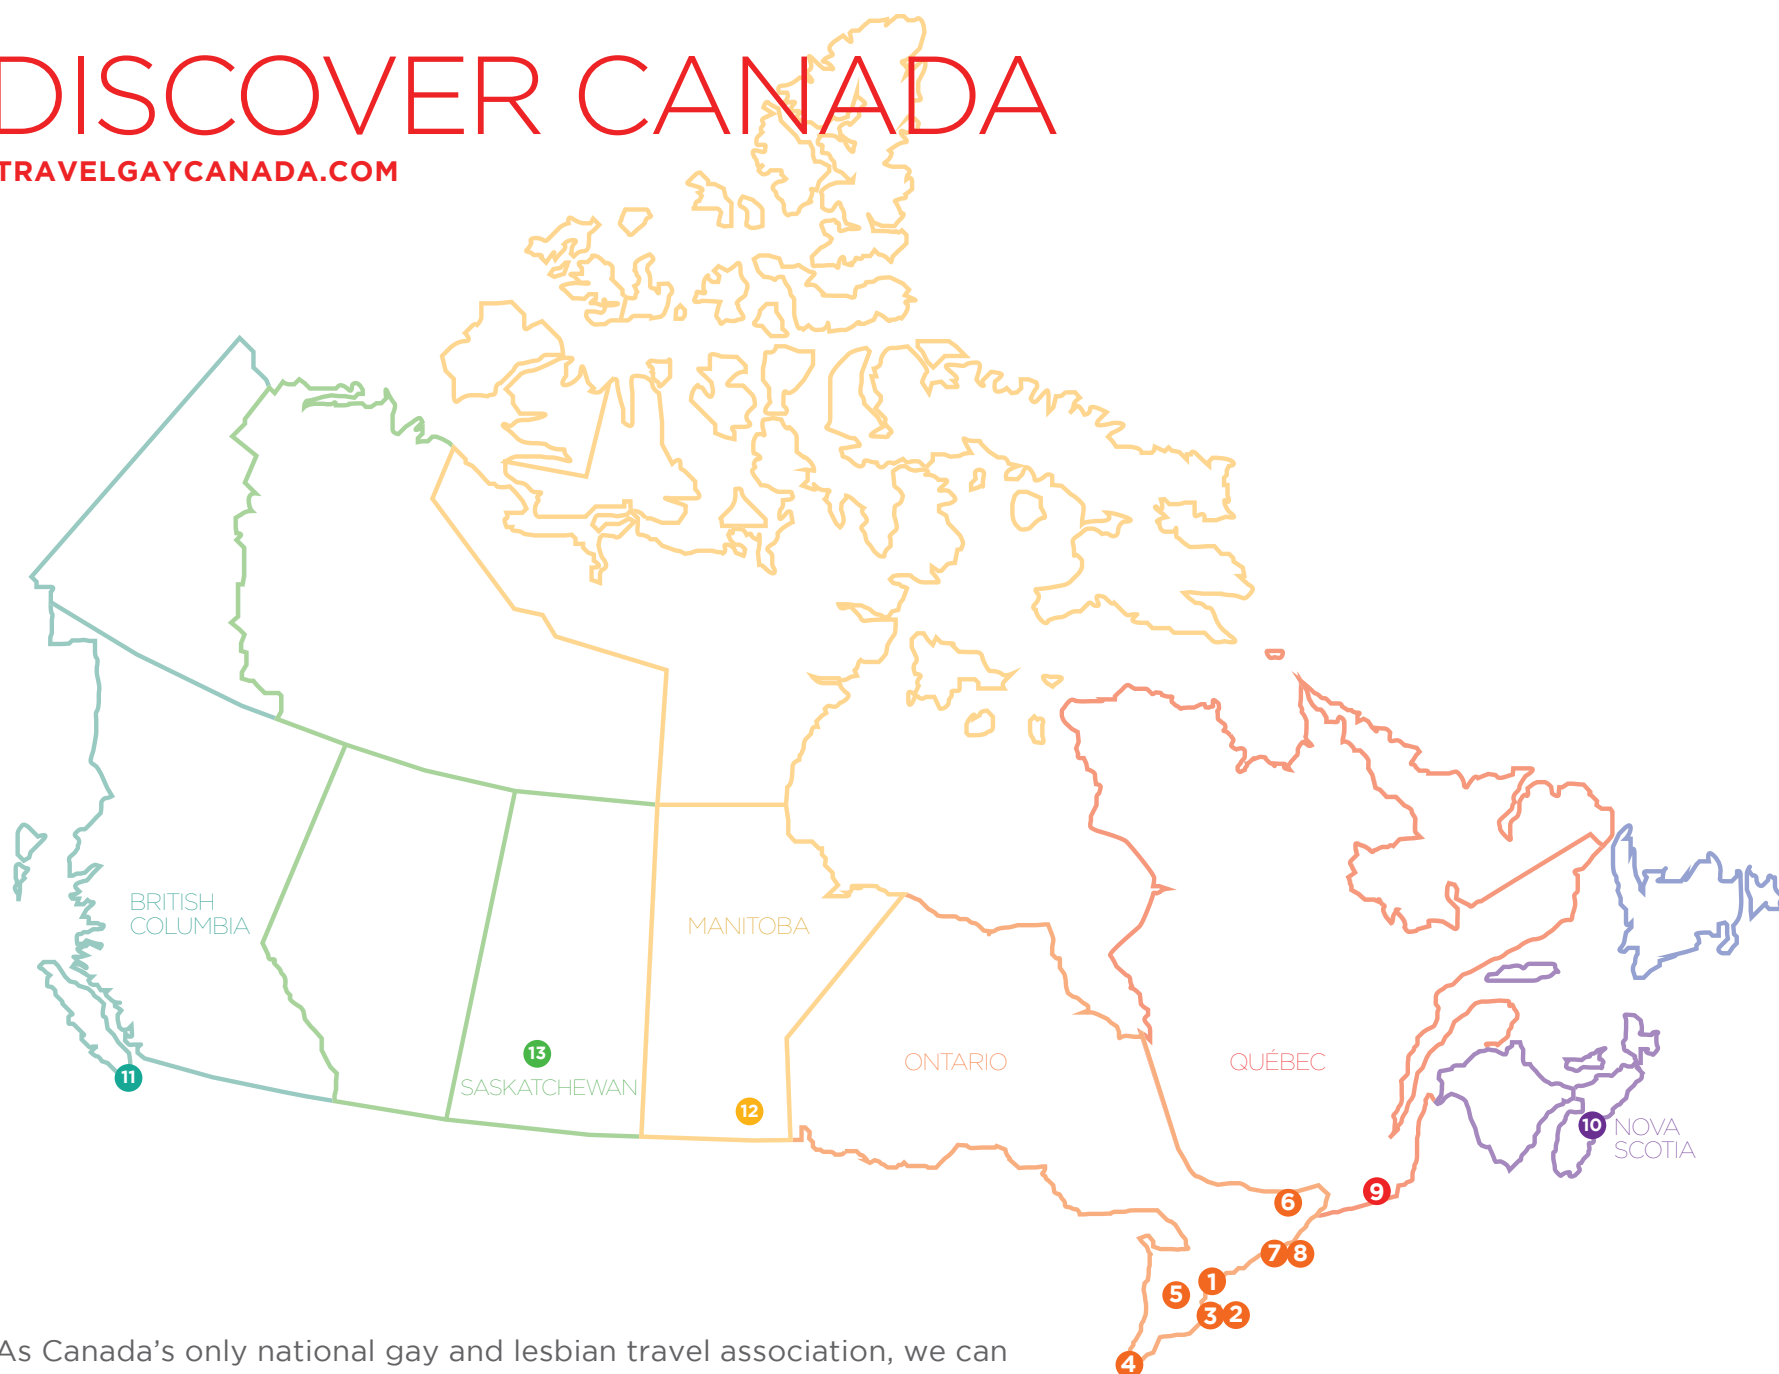 DISCOVER CANADA
TRAVELGAYCANADA.COM
BRITISH
COLUMBIA
MANITOBA
13
SASKATCHEWAN
11
12
ONTARIO
QUÉBEC
10
NOVA
SCOTIA
9
6
7 8
1
5
3 2
As Canada’s only national gay and lesbian travel association, we can
4